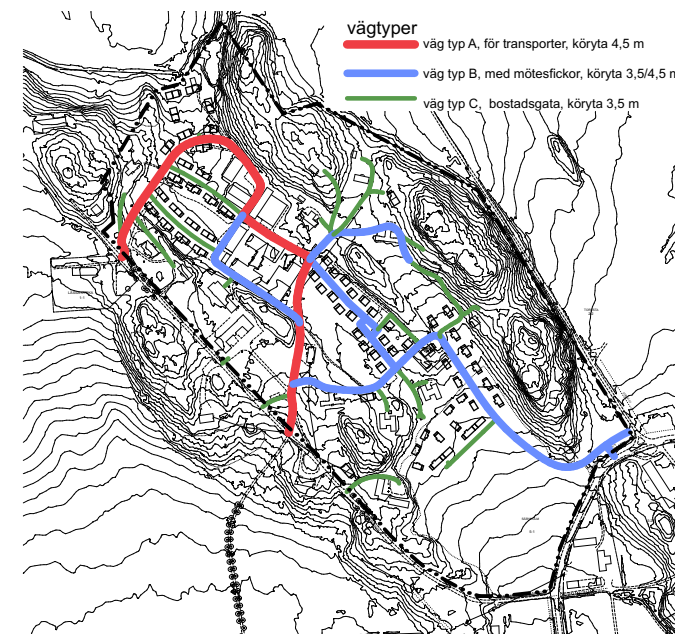 vägtyper
väg typ A, för transporter, köryta 4,5 m
väg typ B, med mötesfickor, köryta 3,5/4,5 m
väg typ C, bostadsgata, köryta 3,5 m